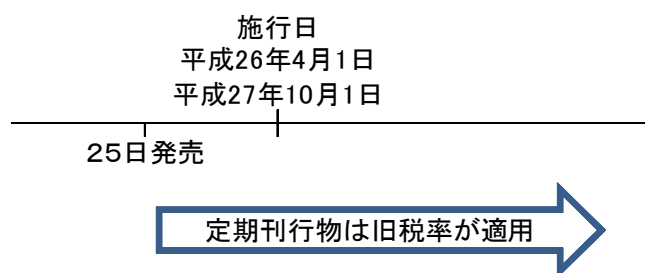 施行日
平成26年4月1日
平成27年10月1日
25日発売
定期刊行物は旧税率が適用